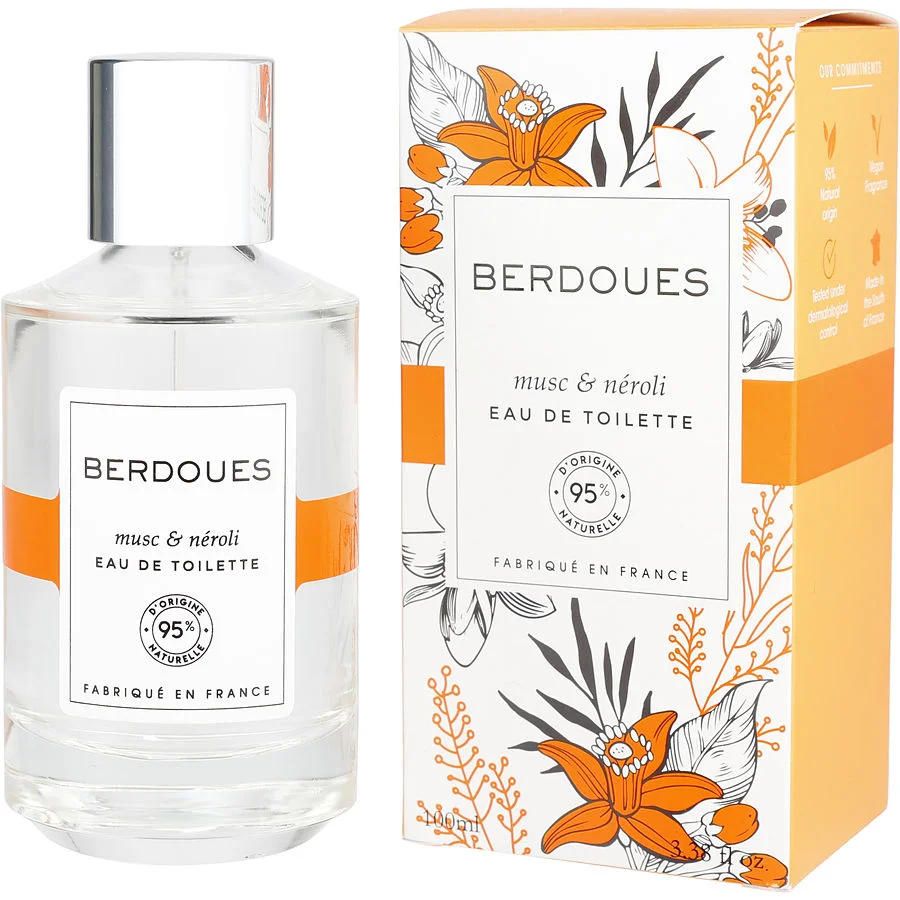 BERDOUES
musc & néroli
EAU DE TOILETTE
D'ORIGINE
95%
NATURELLE
FABRIQUÉ EN FRANCE
BERDOUES
musc & néroli
EAU DE TOILETTE
D'ORIGINE
95%
NATURELLE
FABRIQUÉ EN FRANCE
100ml
3.38 fl oz.
OUR COMMITMENTS
95%
Natural
origin
Vegan
Fragrance
Tested under
dermatological
control
Made in
the South
of France